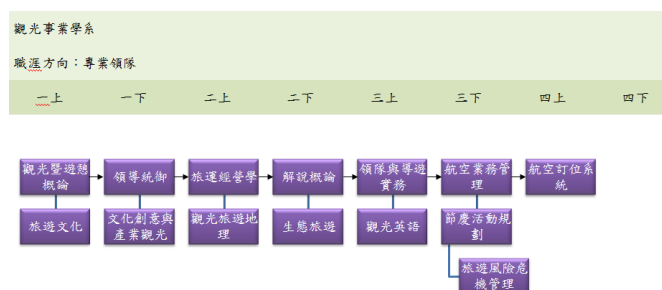 觀光事業學系
職涯方向：專業領隊
一上 一下 二上 二下 三上 三下 四上 四下
觀光暨遊憩
概論
領導統御
旅運經營學
解說概論
領隊與導遊
實務
航空業務管
理
航空訂位系
統
旅遊文化
文化創意與
產業觀光
觀光旅遊地
理
生態旅遊
觀光英語
節慶活動規
劃
旅遊風險危
機管理